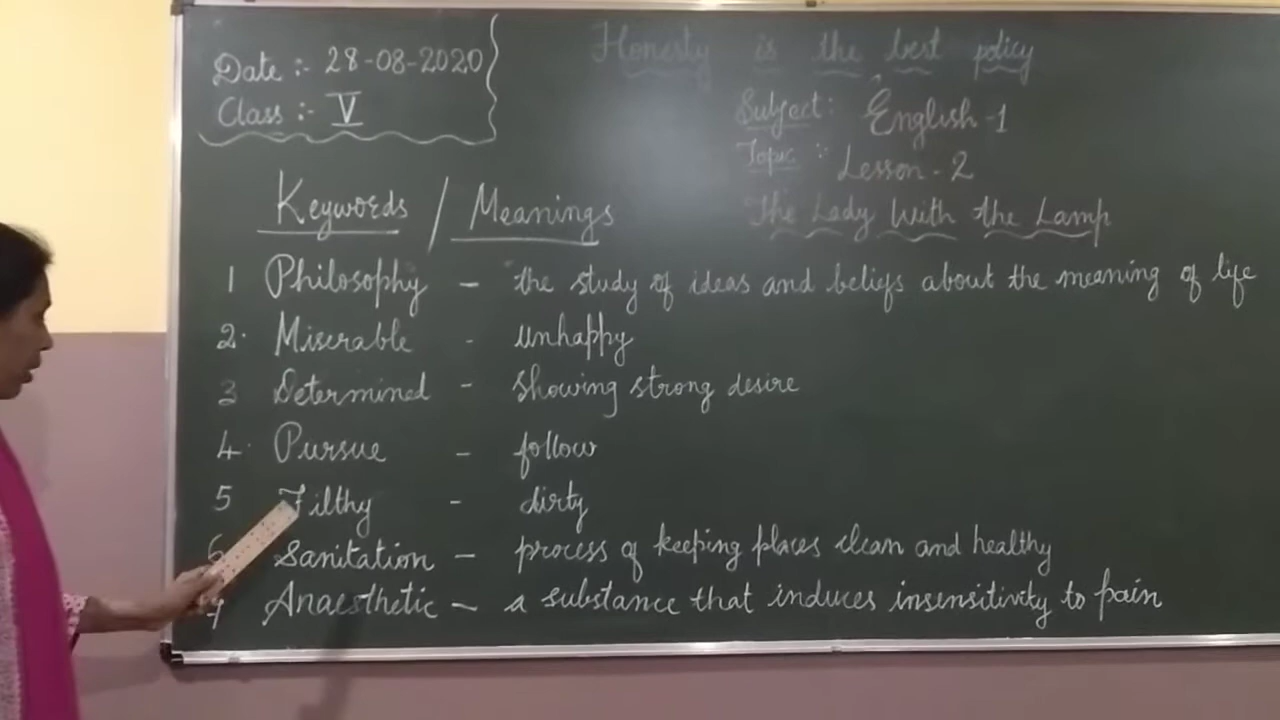 Date :- 28-08-2020
Class :- V
Honesty is the best policy
Subject : English -1
Topic : Lesson - 2
The Lady With the Lamp
Keywords / Meanings
1 Philosophy - the study of ideas and beliefs about the meaning of life
2. Miserable - unhappy
3 Determined - showing strong desire
4. Pursue - follow
5 Filthy - dirty
6 Sanitation - process of keeping places clean and healthy
7 Anaesthetic - a substance that induces insensitivity to pain